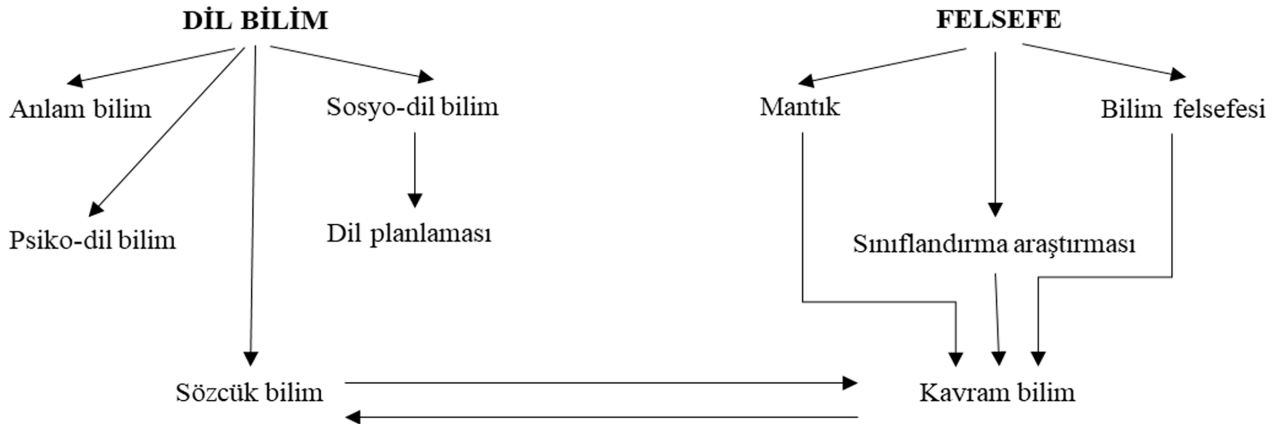 DİL BİLİM
FELSEFE
Anlam bilim
Sosyo-dil bilim
Mantık
Bilim felsefesi
Psiko-dil bilim
Dil planlaması
Sınıflandırma araştırması
Sözcük bilim
Kavram bilim